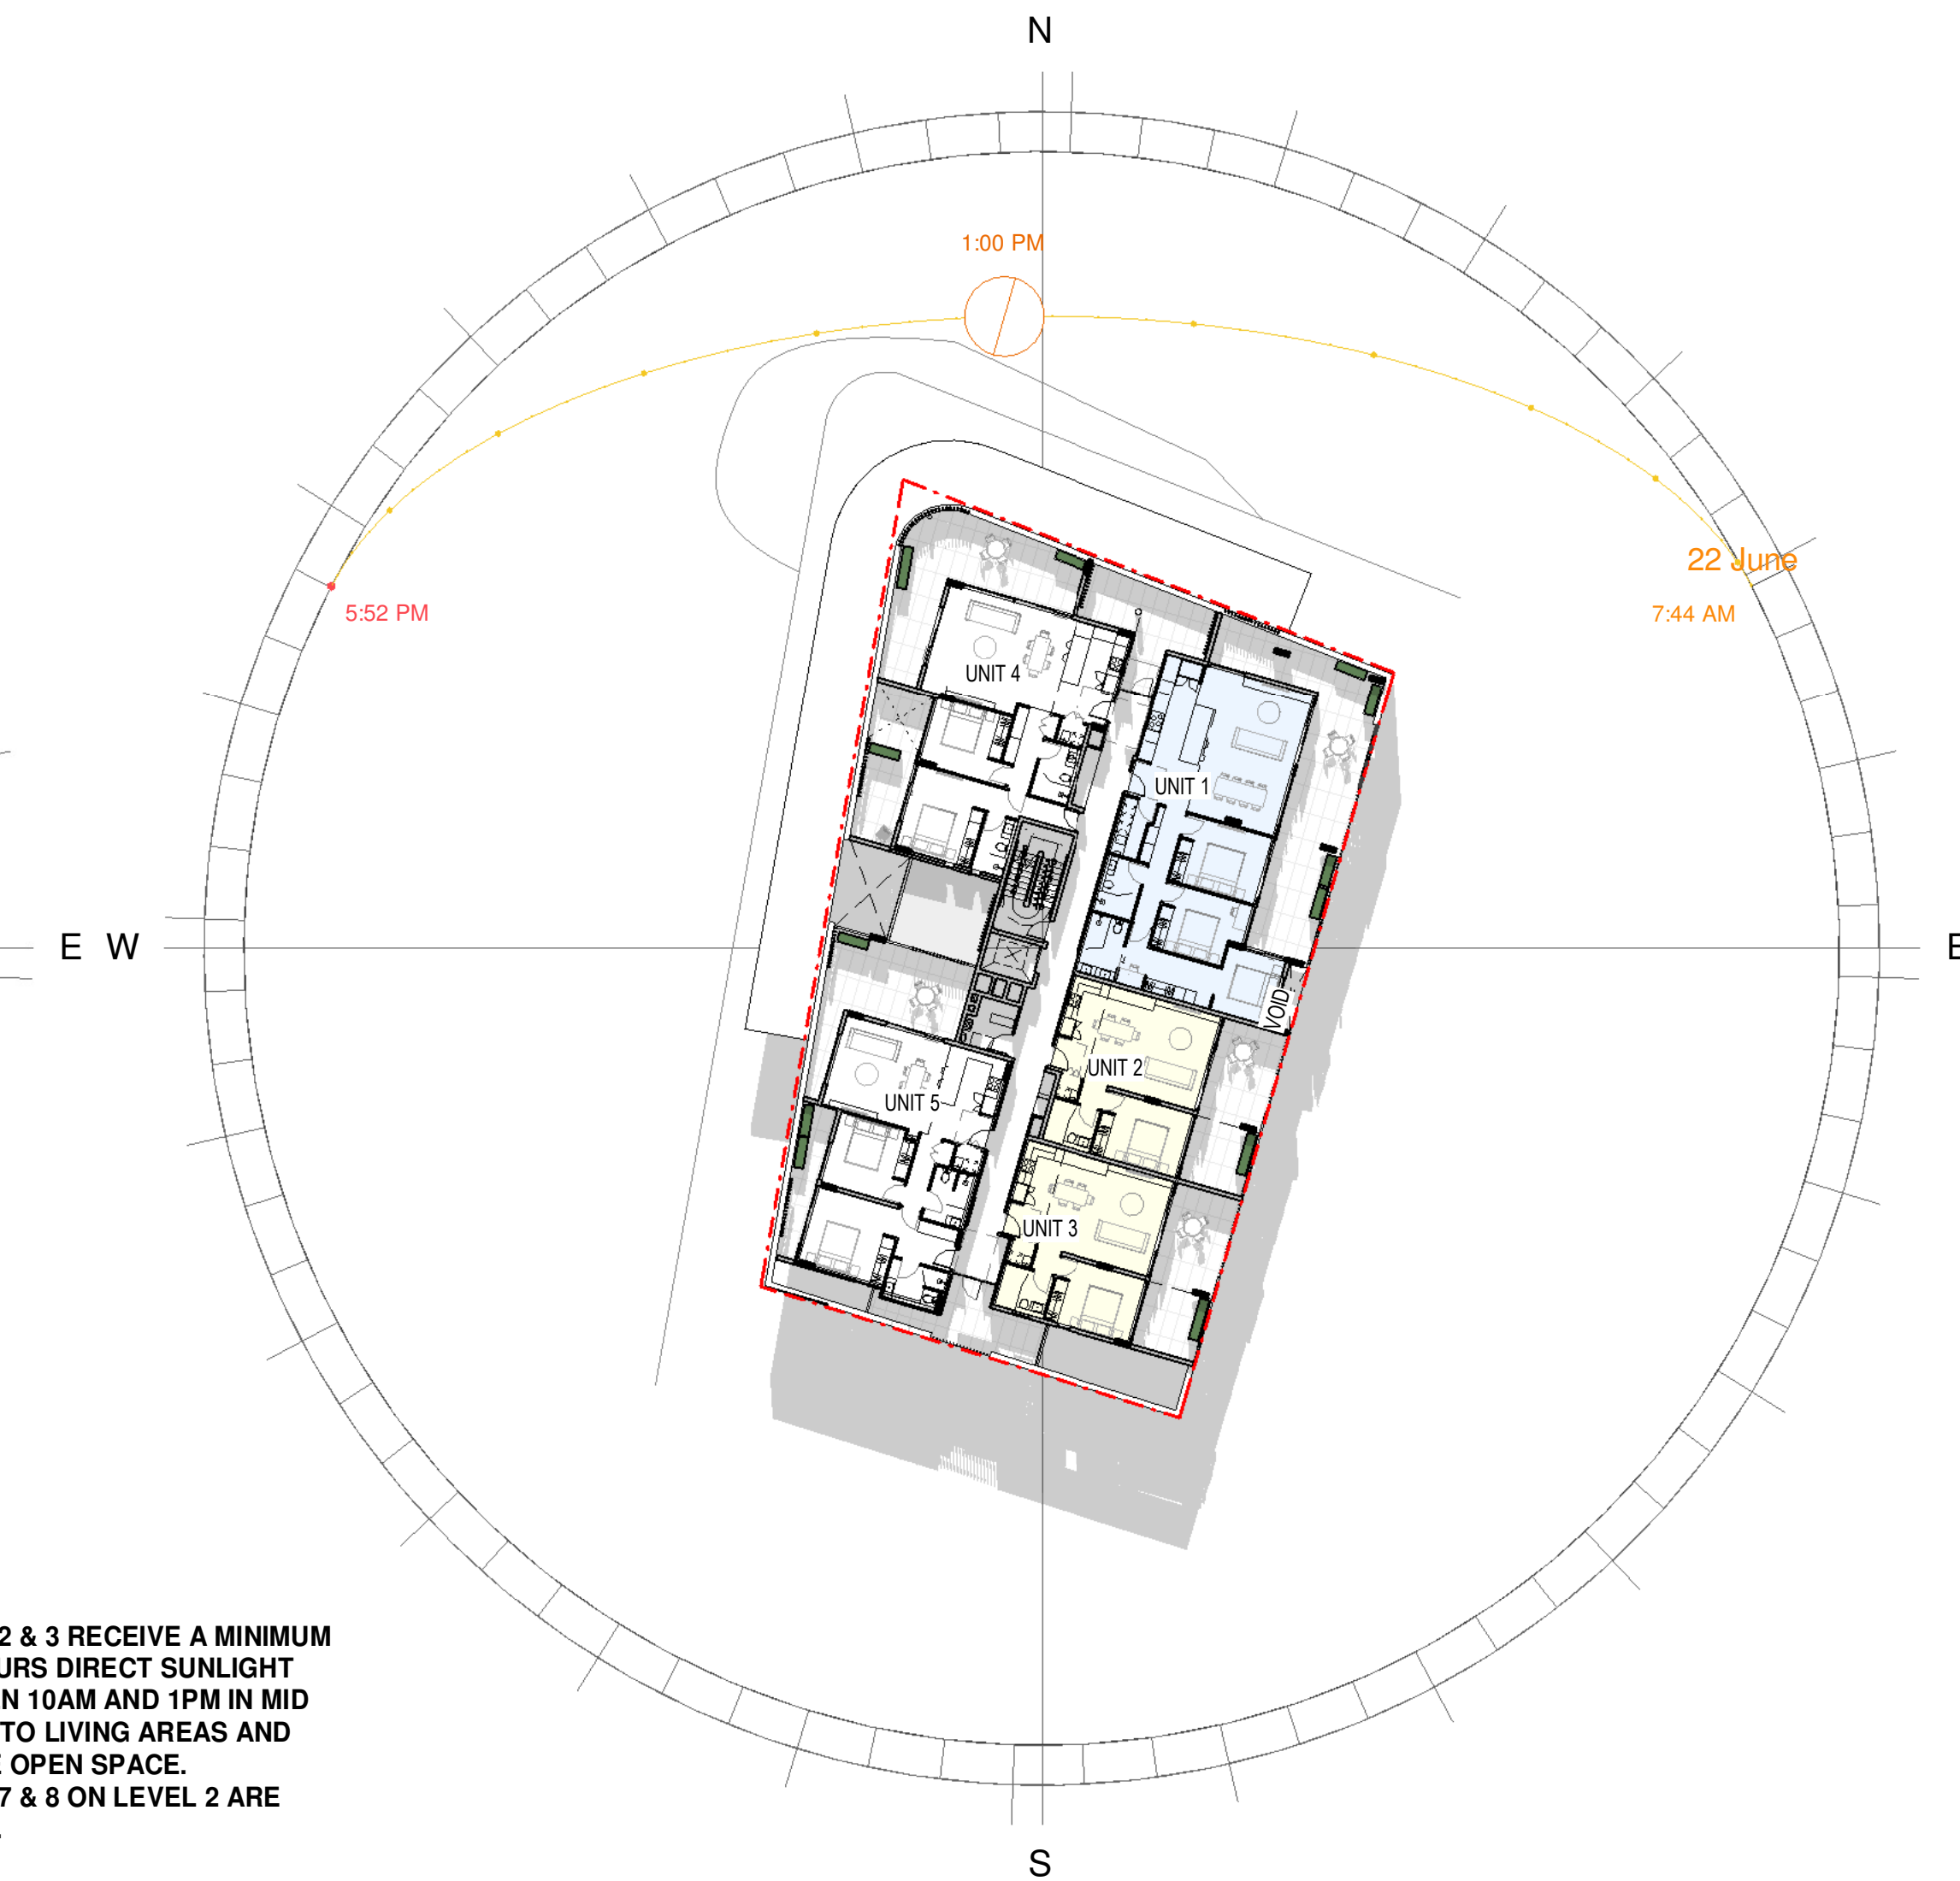 N
1:00 PM
22 June
7:44 AM
5:52 PM
UNIT 4
UNIT 1
E W
E
VOID
UNIT 2
UNIT 5
UNIT 3
2 & 3 RECEIVE A MINIMUM
URS DIRECT SUNLIGHT
N 10AM AND 1PM IN MID
TO LIVING AREAS AND
E OPEN SPACE.
7 & 8 ON LEVEL 2 ARE
.
S